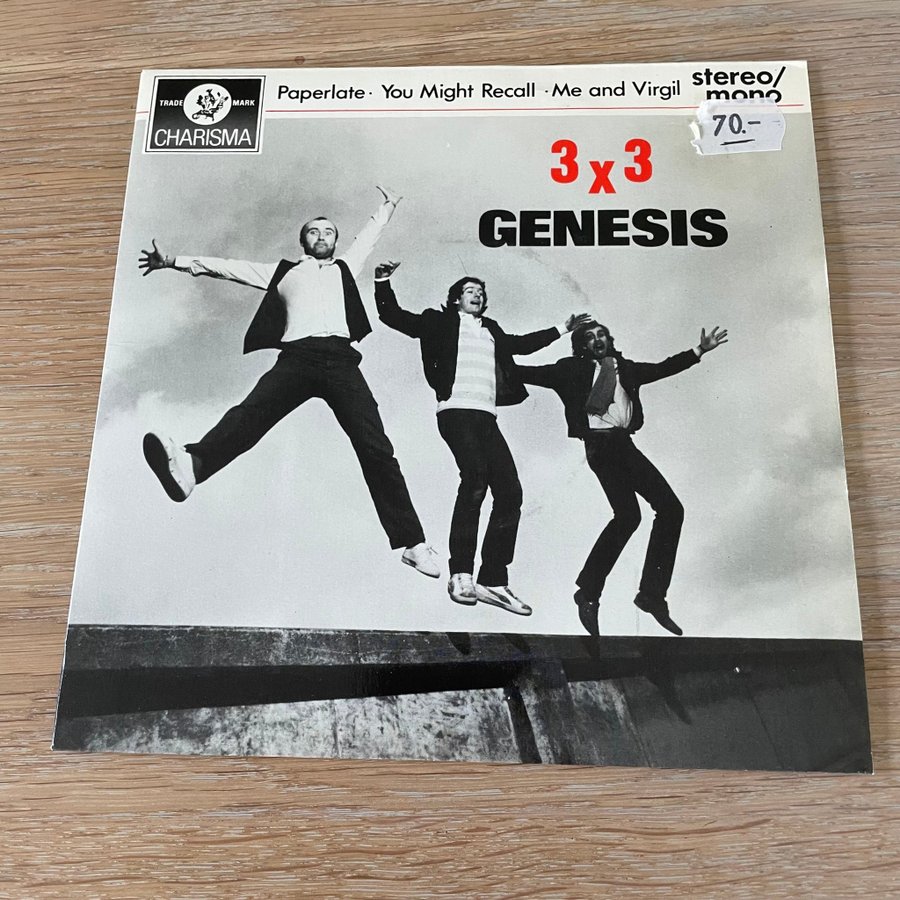 TRADE MARK
CHARISMA
Paperlate · You Might Recall · Me and Virgil
stereo/
mono
70.-
3 x 3
GENESIS